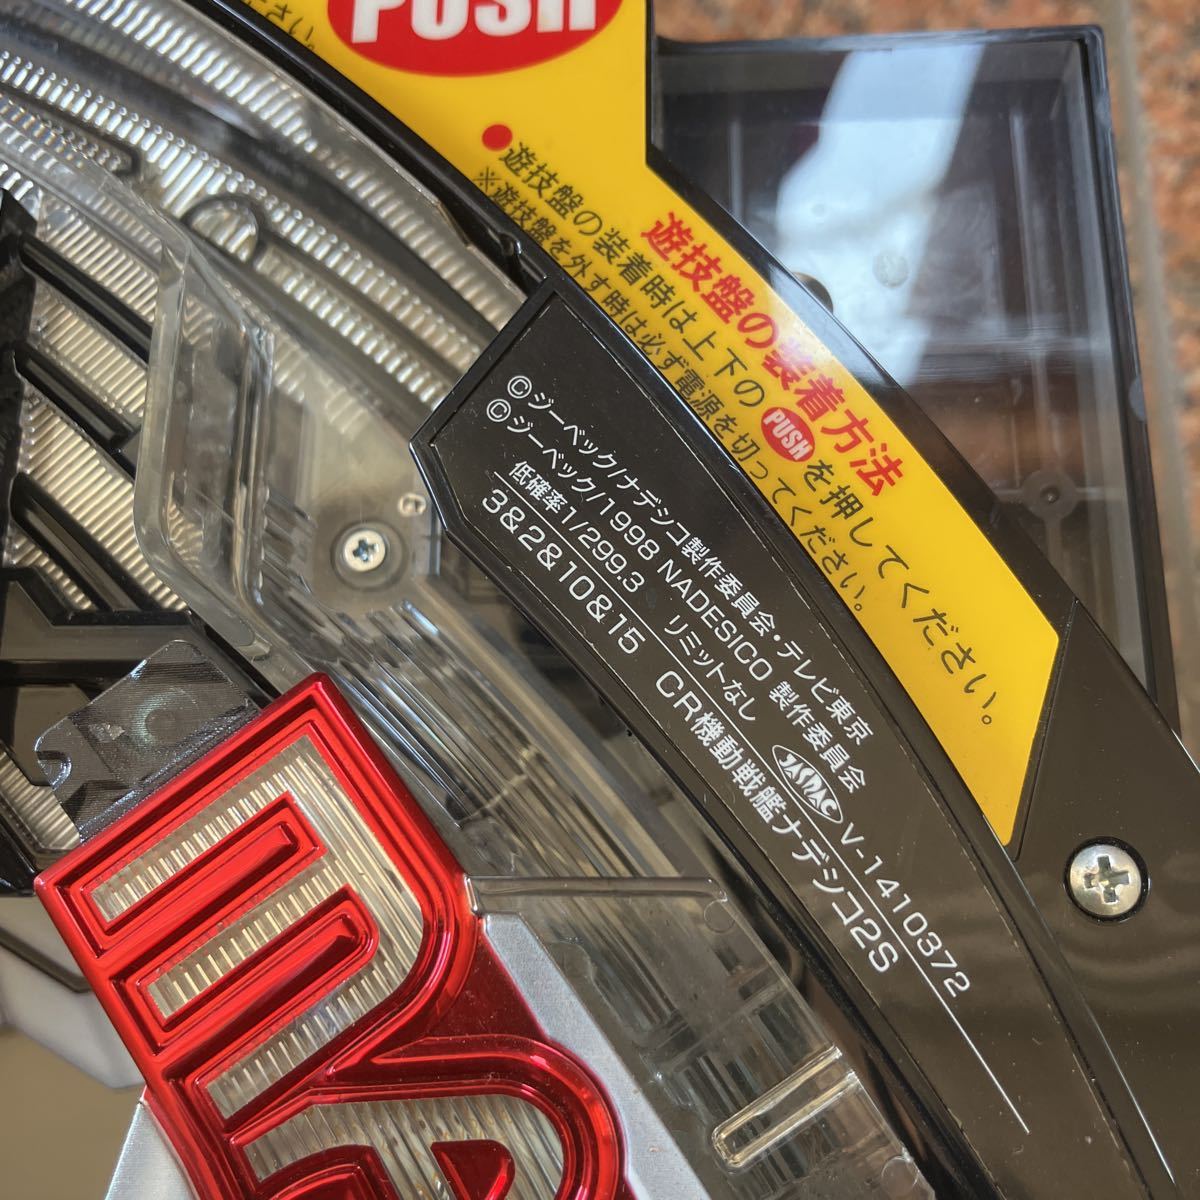 PUSH
ださい。
遊技盤の装着方法
●遊技盤の装着時は上下のPUSHを押してください。
※遊技盤を外す時は必ず電源を切ってください。
©ジーベック/ナデシコ製作委員会・テレビ東京
©ジーベック/1998 NADESICO 製作委員会
低確率1/299.3 リミットなし JASRAC V-1410372
3&2&10&15 CR機動戦艦ナデシコ2S